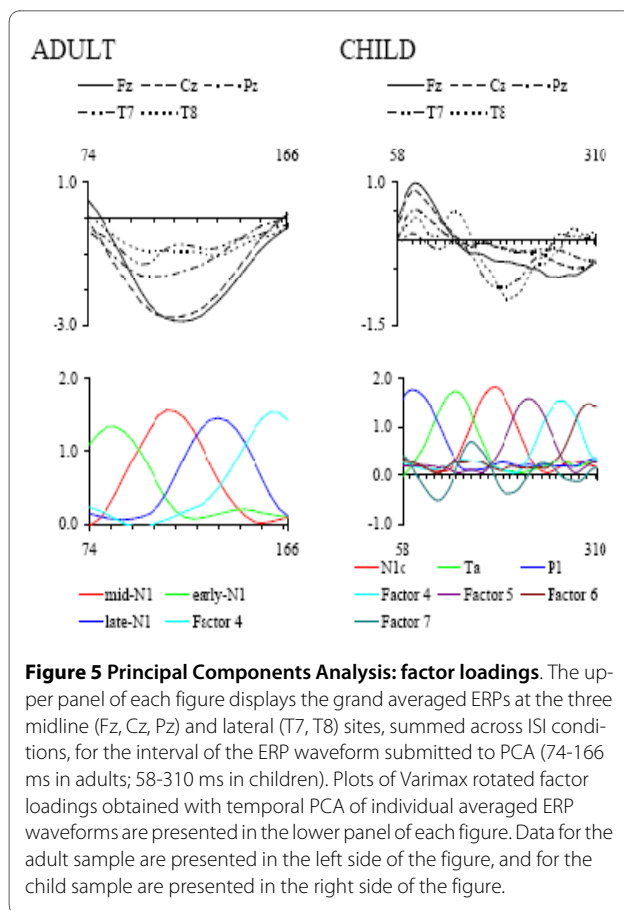 ADULT CHILD
Fz Cz Pz Fz Cz Pz
T7 T8 T7 T8
74 166 58 310
1.0 1.0
-3.0 -1.5
2.0 2.0
1.0 1.0
0.0 0.0
-1.0
74 166 58 310
mid-N1 early-N1 N1c Ta P1
late-N1 Factor 4 Factor 4 Factor 5 Factor 6
Factor 7
Figure 5 Principal Components Analysis: factor loadings. The up-
per panel of each figure displays the grand averaged ERPs at the three
midline (Fz, Cz, Pz) and lateral (T7, T8) sites, summed across ISI condi-
tions, for the interval of the ERP waveform submitted to PCA (74-166
ms in adults; 58-310 ms in children). Plots of Varimax rotated factor
loadings obtained with temporal PCA of individual averaged ERP
waveforms are presented in the lower panel of each figure. Data for the
adult sample are presented in the left side of the figure, and for the
child sample are presented in the right side of the figure.